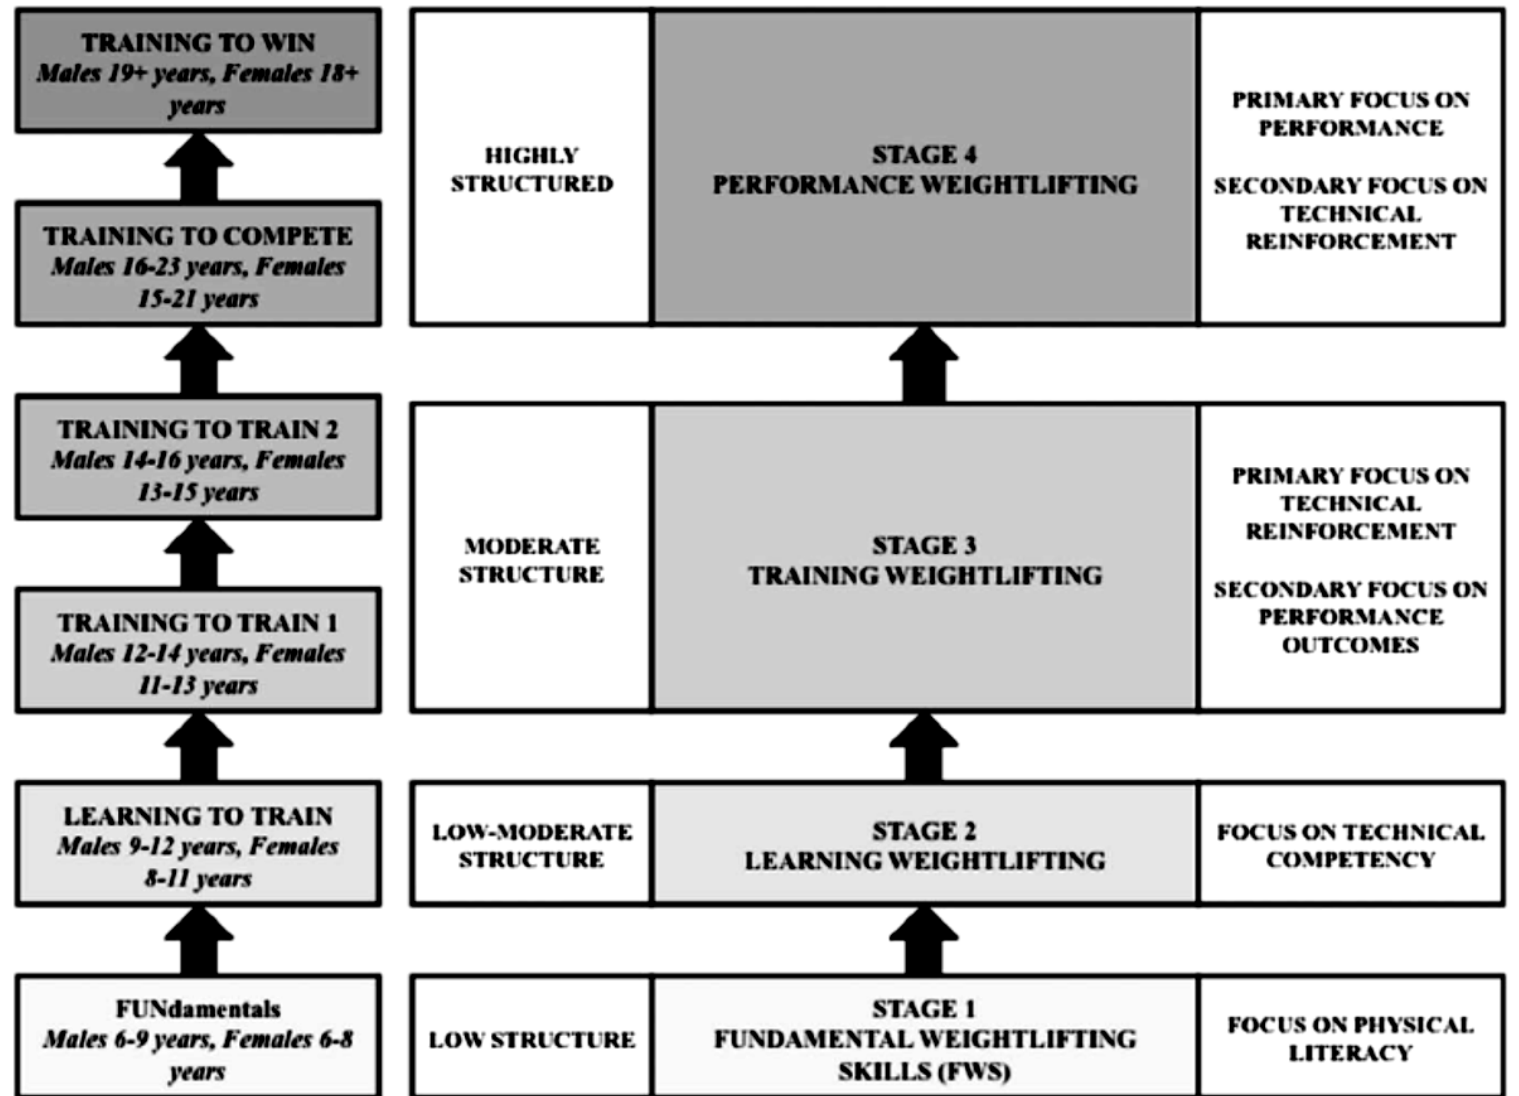 TRAINING TO WIN
Males 19+ years, Females 18+
years
TRAINING TO COMPETE
Males 16-23 years, Females
15-21 years
TRAINING TO TRAIN 2
Males 14-16 years, Females
13-15 years
TRAINING TO TRAIN 1
Males 12-14 years, Females
11-13 years
LEARNING TO TRAIN
Males 9-12 years, Females
8-11 years
FUNdamentals
Males 6-9 years, Females 6-8
years
HIGHLY
STRUCTURED
STAGE 4
PERFORMANCE WEIGHTLIFTING
PRIMARY FOCUS ON
PERFORMANCE
SECONDARY FOCUS ON
TECHNICAL
REINFORCEMENT
MODERATE
STRUCTURE
STAGE 3
TRAINING WEIGHTLIFTING
PRIMARY FOCUS ON
TECHNICAL
REINFORCEMENT
SECONDARY FOCUS ON
PERFORMANCE
OUTCOMES
LOW-MODERATE
STRUCTURE
STAGE 2
LEARNING WEIGHTLIFTING
FOCUS ON TECHNICAL
COMPETENCY
LOW STRUCTURE
STAGE 1
FUNDAMENTAL WEIGHTLIFTING
SKILLS (FWS)
FOCUS ON PHYSICAL
LITERACY